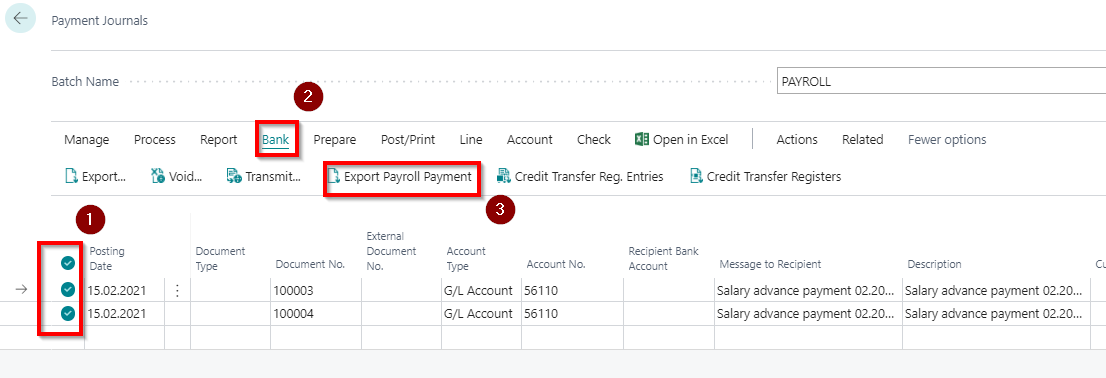 Payment Journals
Batch Name
PAYROLL
2
Manage Process Report Bank Prepare Post/Print Line Account Check Open in Excel Actions Related Fewer options
Export... Void... Transmit... Export Payroll Payment Credit Transfer Reg. Entries Credit Transfer Registers
1
3
Posting Date Document Type Document No. External Document No. Account Type Account No. Recipient Bank Account Message to Recipient Description Cu
15.02.2021 100003 G/L Account 56110 Salary advance payment 02.20... Salary advance payment 02.20...
15.02.2021 100004 G/L Account 56110 Salary advance payment 02.20... Salary advance payment 02.20...